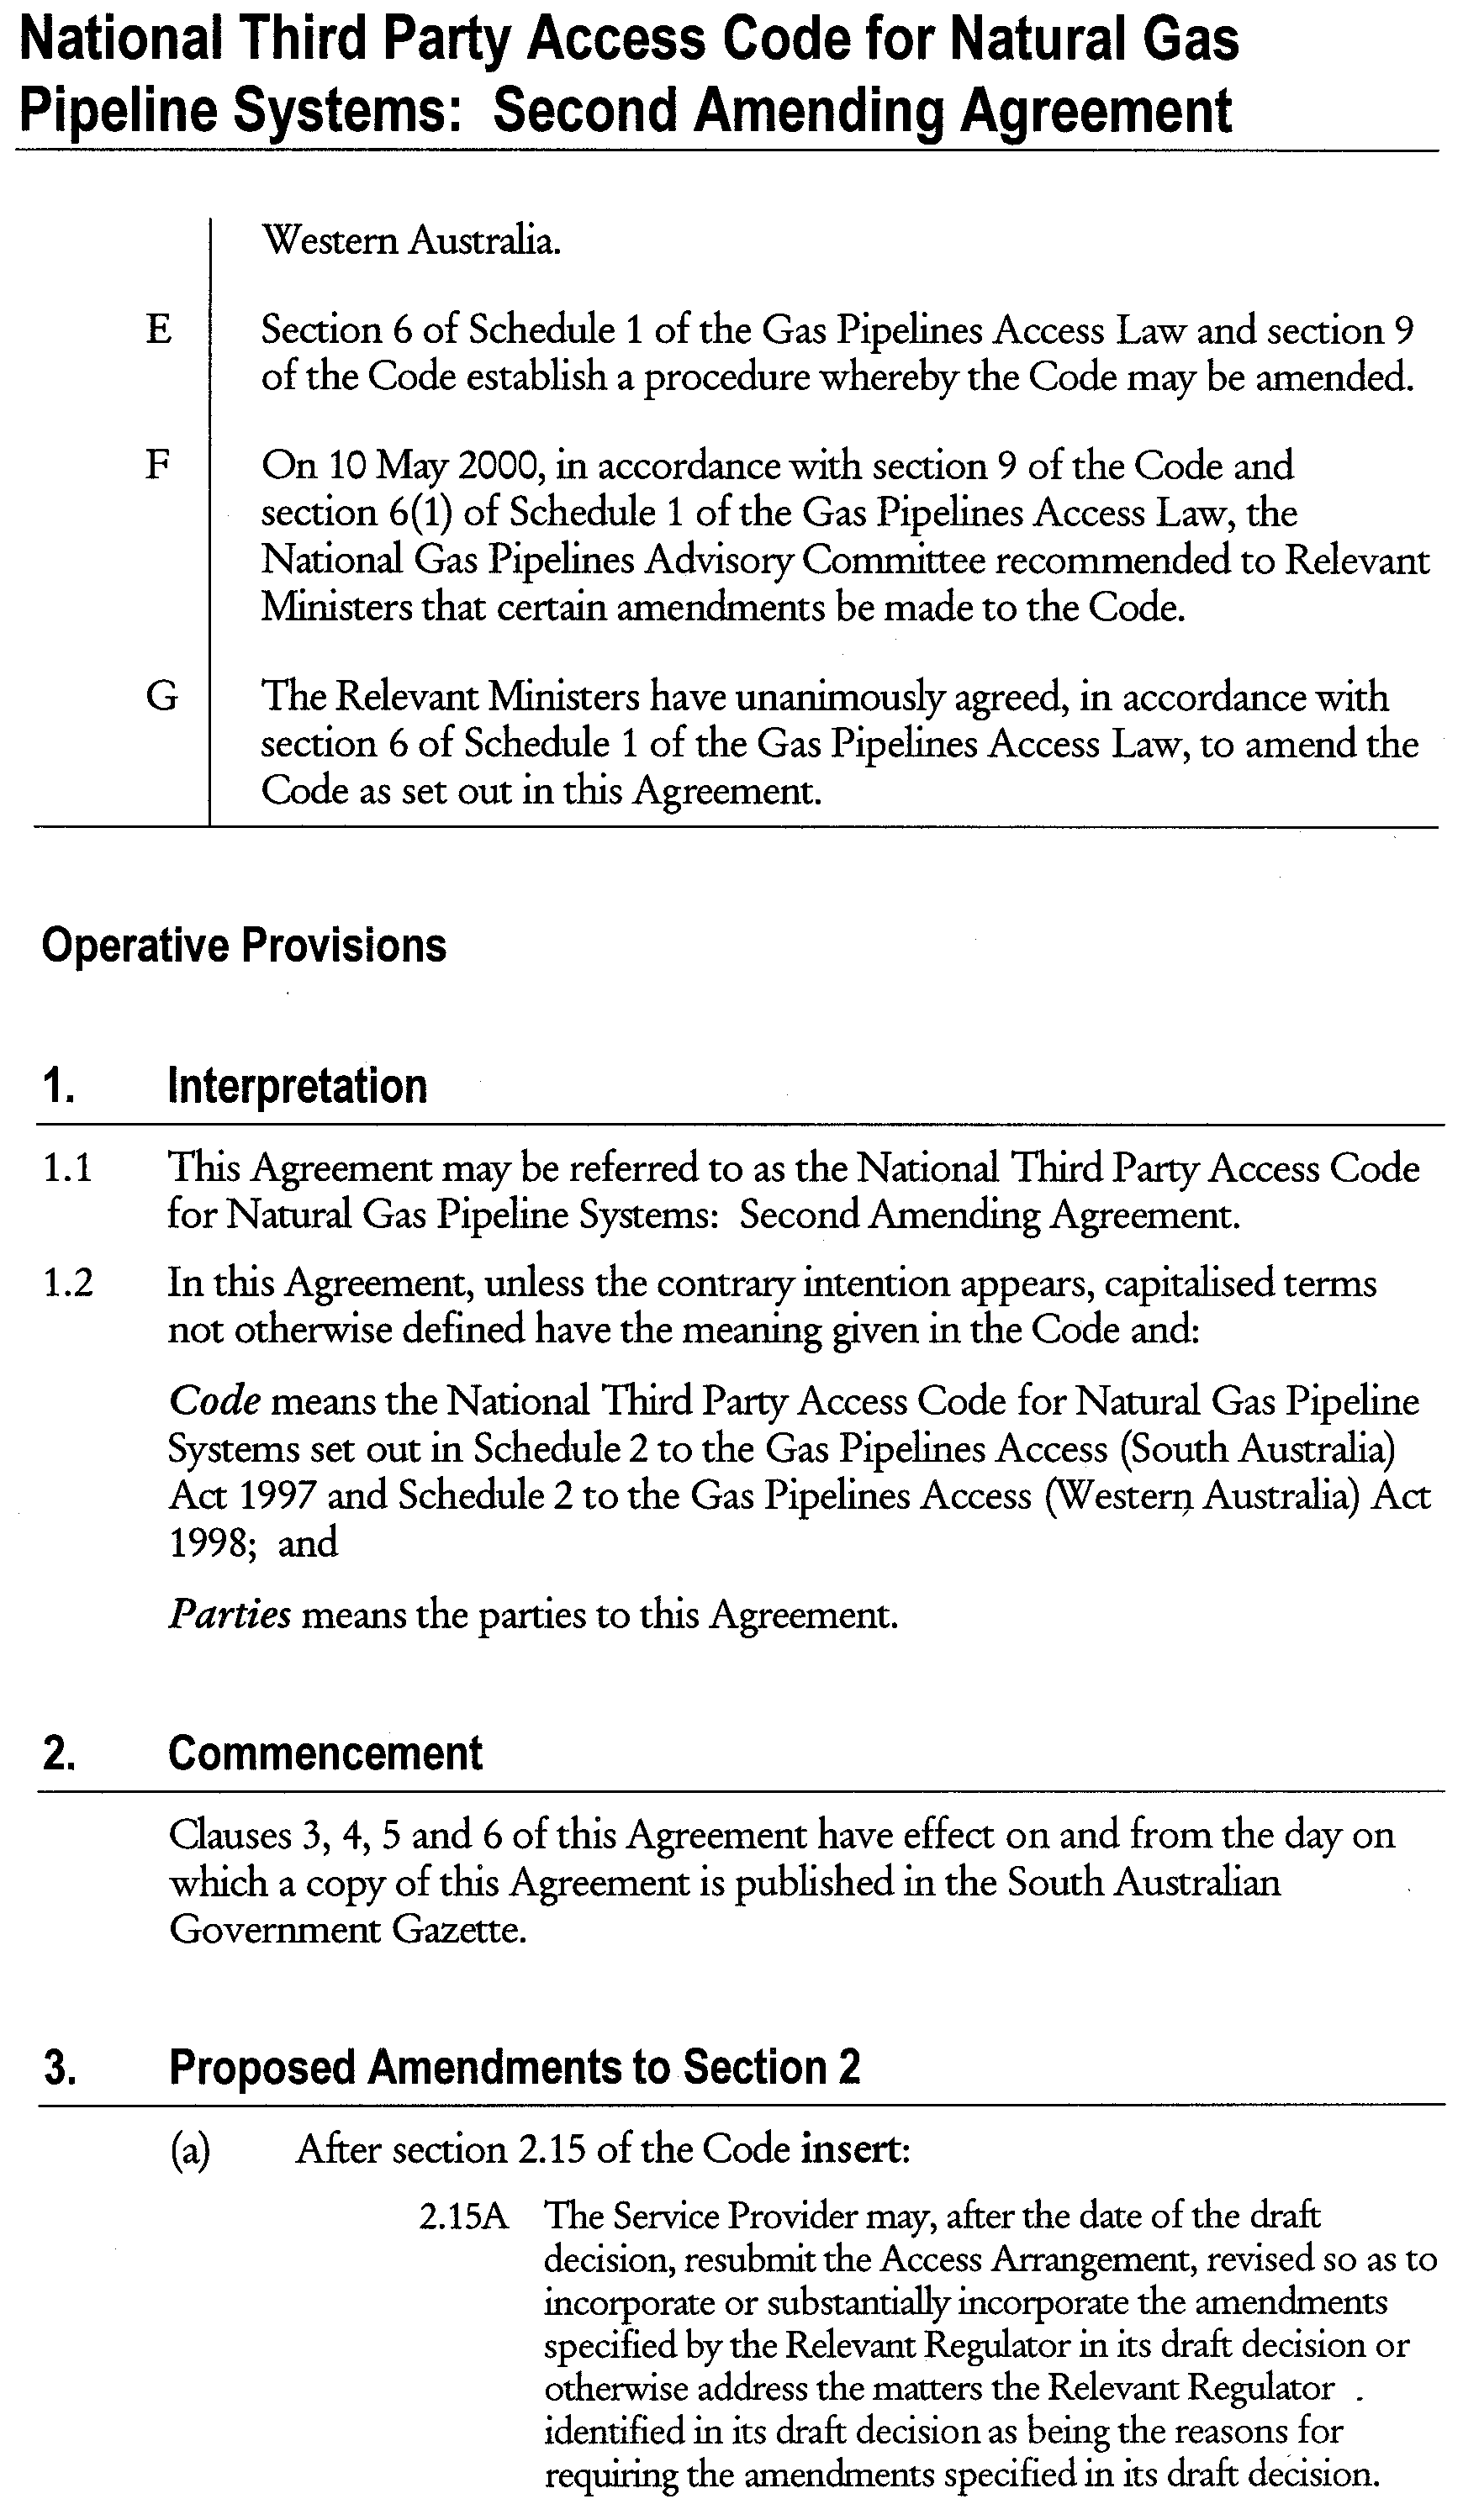 National Third Party Access Code for Natural Gas
Pipeline Systems: Second Amending Agreement
Western Australia.
E Section 6 of Schedule 1 of the Gas Pipelines Access Law and section 9
of the Code establish a procedure whereby the Code may be amended.
F On 10 May 2000, in accordance with section 9 of the Code and
section 6(1) of Schedule 1 of the Gas Pipelines Access Law, the
National Gas Pipelines Advisory Committee recommended to Relevant
Ministers that certain amendments be made to the Code.
G The Relevant Ministers have unanimously agreed, in accordance with
section 6 of Schedule 1 of the Gas Pipelines Access Law, to amend the
Code as set out in this Agreement.
Operative Provisions
1. Interpretation
1.1 This Agreement may be referred to as the National Third Party Access Code
for Natural Gas Pipeline Systems: Second Amending Agreement.
1.2 In this Agreement, unless the contrary intention appears, capitalised terms
not otherwise defined have the meaning given in the Code and:
Code means the National Third Party Access Code for Natural Gas Pipeline
Systems set out in Schedule 2 to the Gas Pipelines Access (South Australia)
Act 1997 and Schedule 2 to the Gas Pipelines Access (Western Australia) Act
1998; and
Parties means the parties to this Agreement.
2. Commencement
Clauses 3, 4, 5 and 6 of this Agreement have effect on and from the day on
which a copy of this Agreement is published in the South Australian
Government Gazette.
3. Proposed Amendments to Section 2
(a) After section 2.15 of the Code insert:
2.15A The Service Provider may, after the date of the draft
decision, resubmit the Access Arrangement, revised so as to
incorporate or substantially incorporate the amendments
specified by the Relevant Regulator in its draft decision or
otherwise address the matters the Relevant Regulator
identified in its draft decision as being the reasons for
requiring the amendments specified in its draft decision.